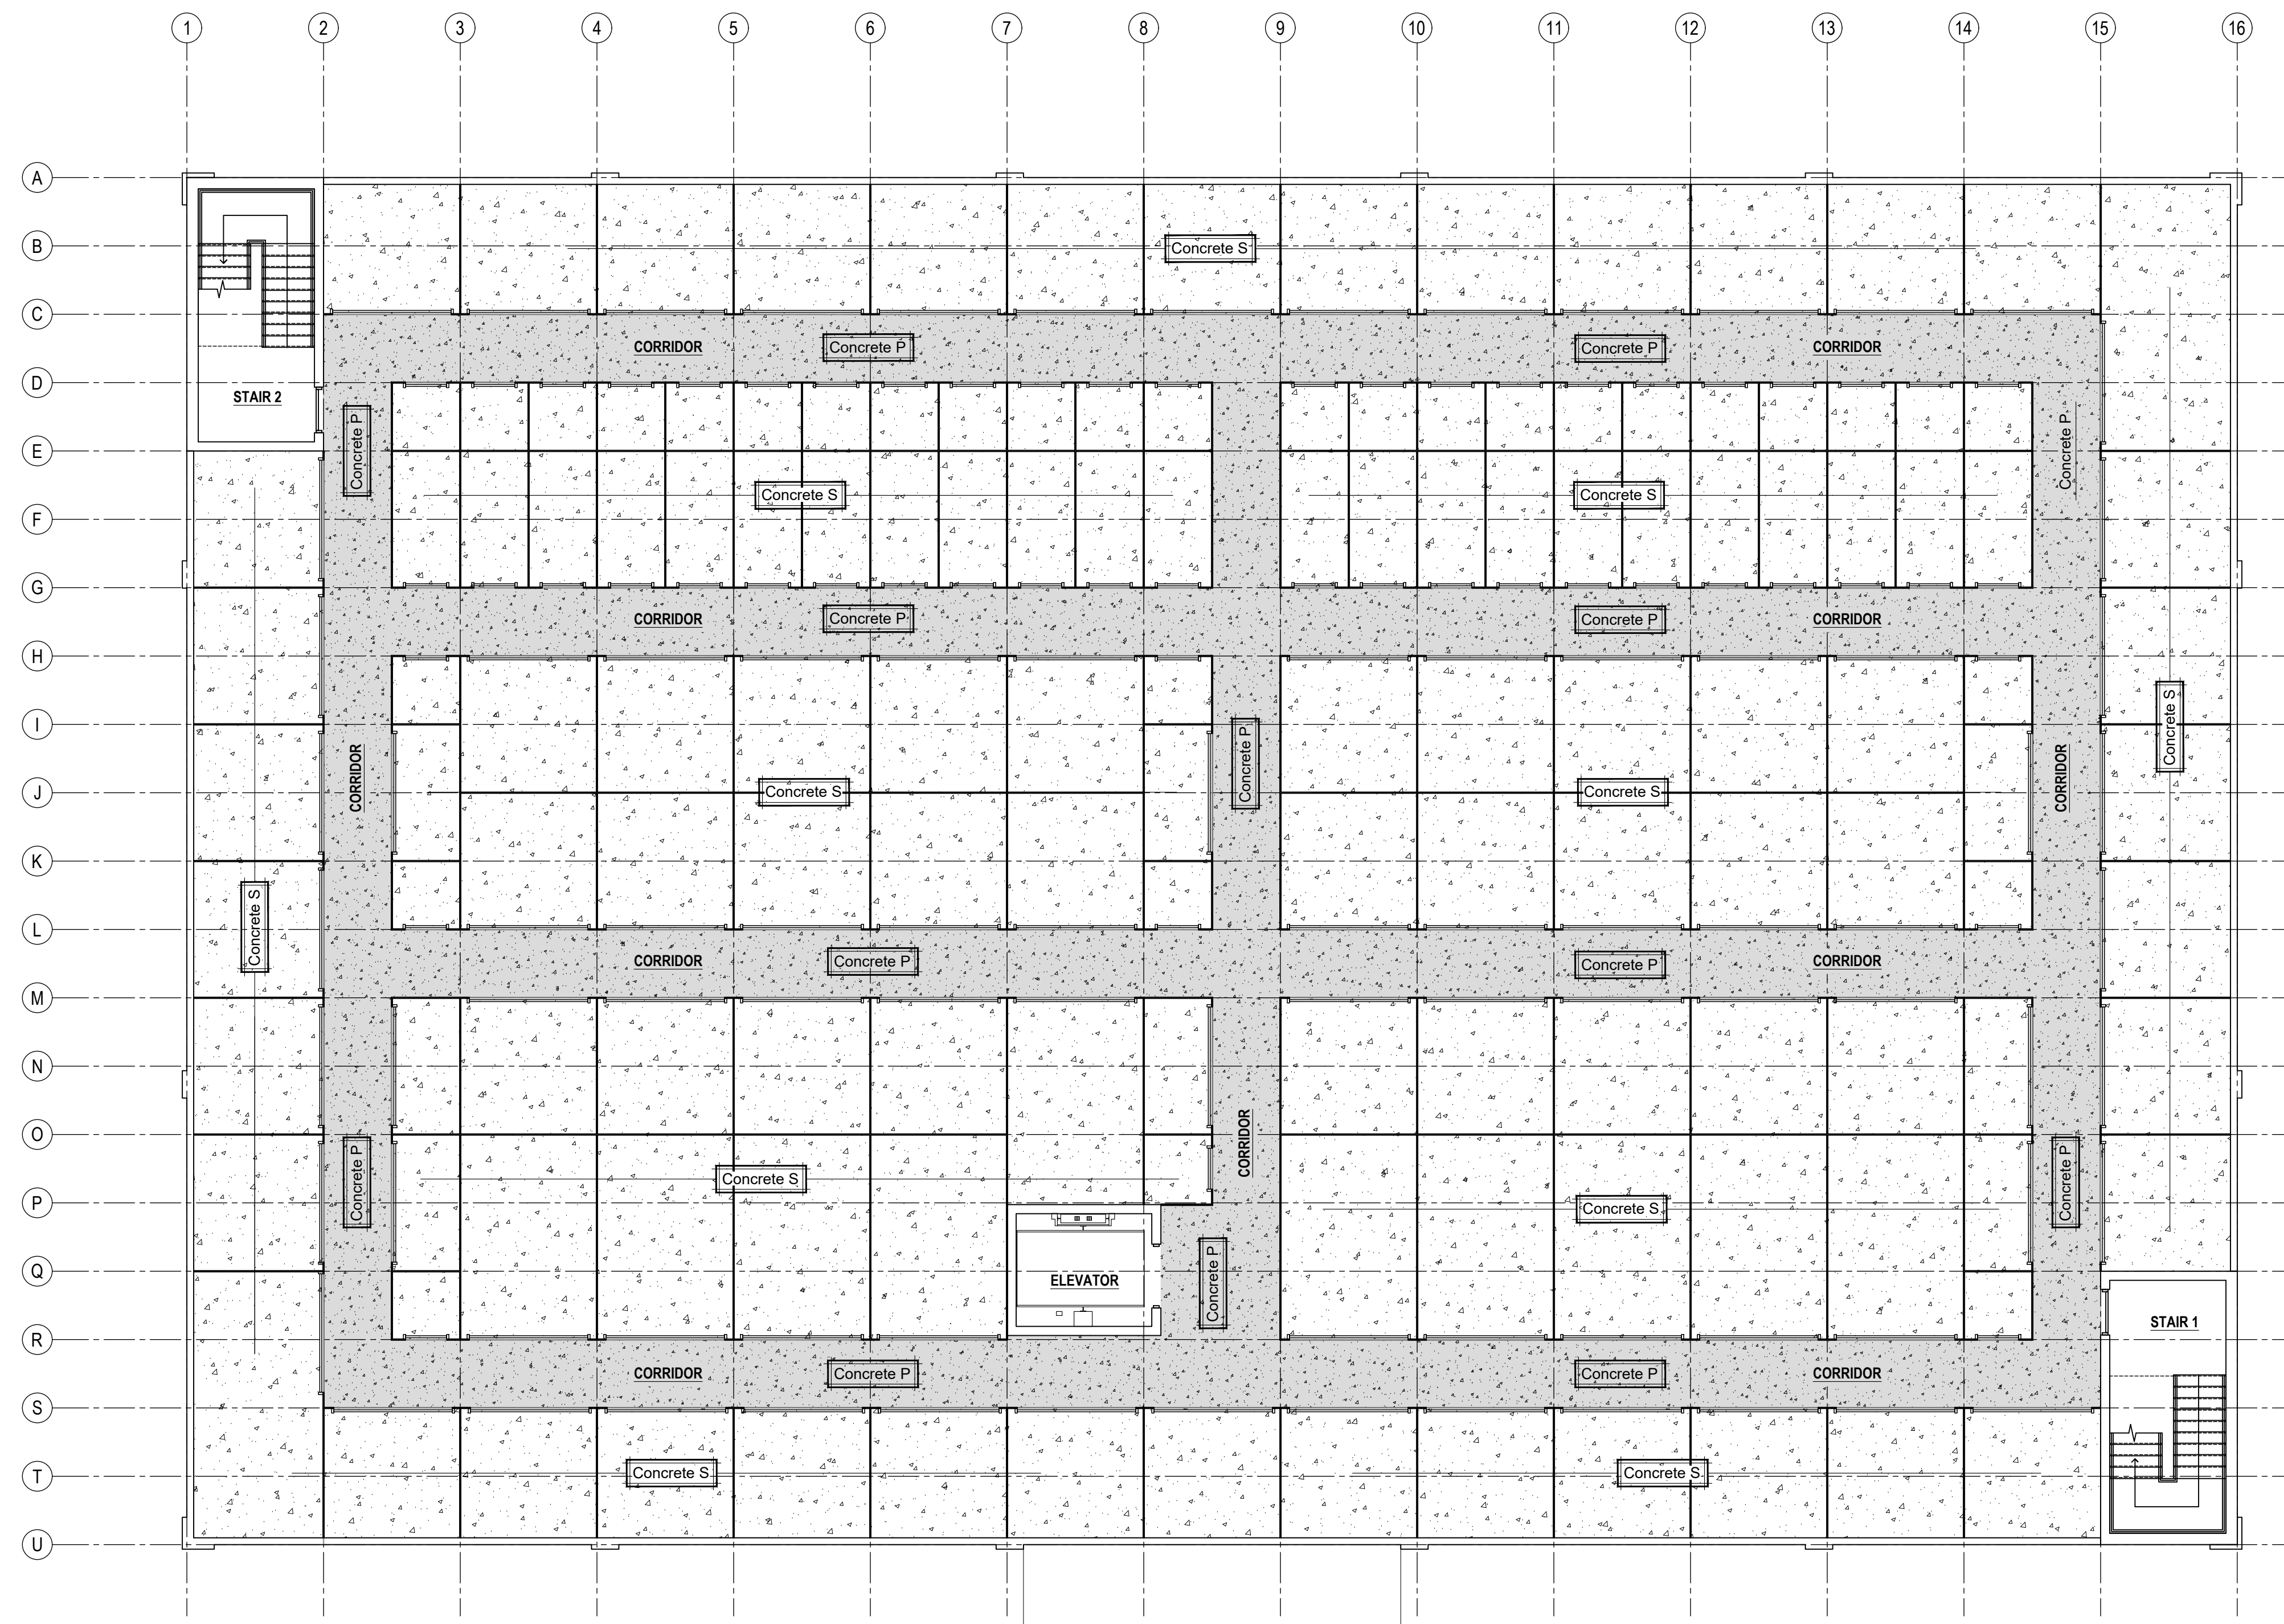 1 2 3 4 5 6 7 8 9 10 11 12 13 14 15 16
A
B
Concrete S
C
CORRIDOR Concrete P Concrete P CORRIDOR
D
STAIR 2
Concrete P
Concrete P
E
Concrete S Concrete S
F
G
CORRIDOR Concrete P Concrete P CORRIDOR
H
I
Concrete S
Concrete P
CORRIDOR
CORRIDOR
J
Concrete S Concrete S
K
Concrete S
L
CORRIDOR Concrete P Concrete P CORRIDOR
M
N
O
CORRIDOR
Concrete P
Concrete P
Concrete S
P
Concrete S
Q
ELEVATOR
Concrete P
STAIR 1
R
CORRIDOR Concrete P Concrete P CORRIDOR
S
T
Concrete S Concrete S
U